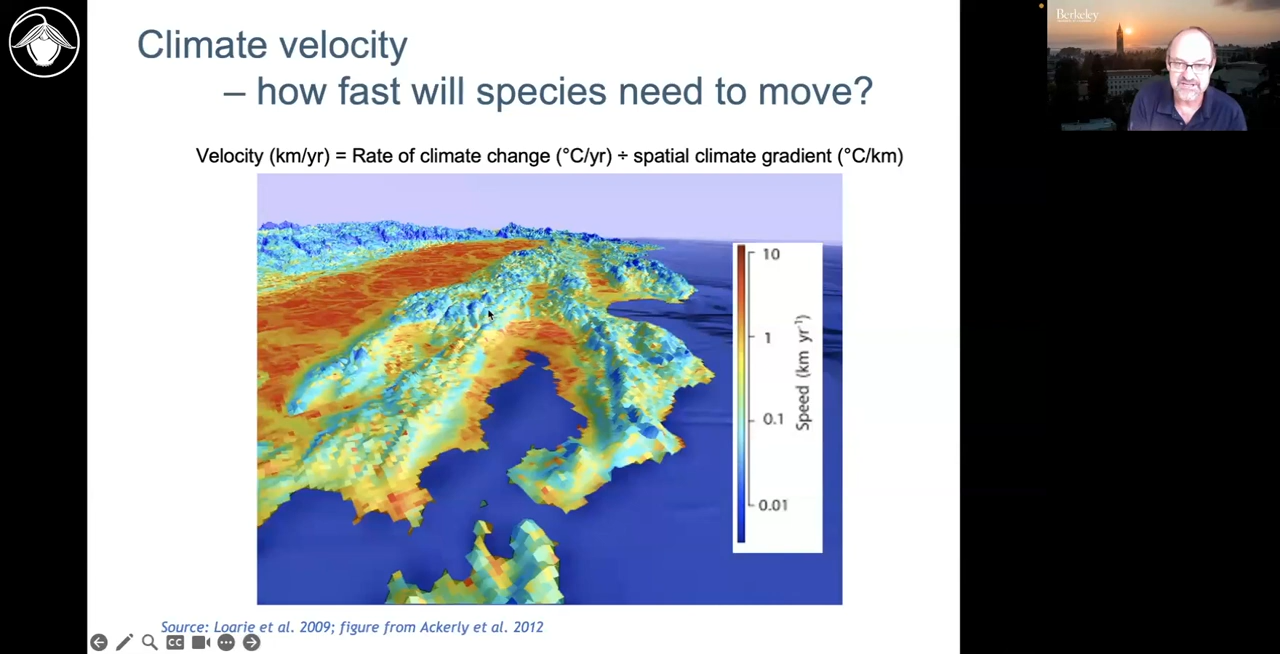 Climate velocity
– how fast will species need to move?
Velocity (km/yr) = Rate of climate change (°C/yr) ÷ spatial climate gradient (°C/km)
10
1
0.1
0.01
Speed (km yr⁻¹)
Source: Loarie et al. 2009; figure from Ackerly et al. 2012
CC
Berkeley